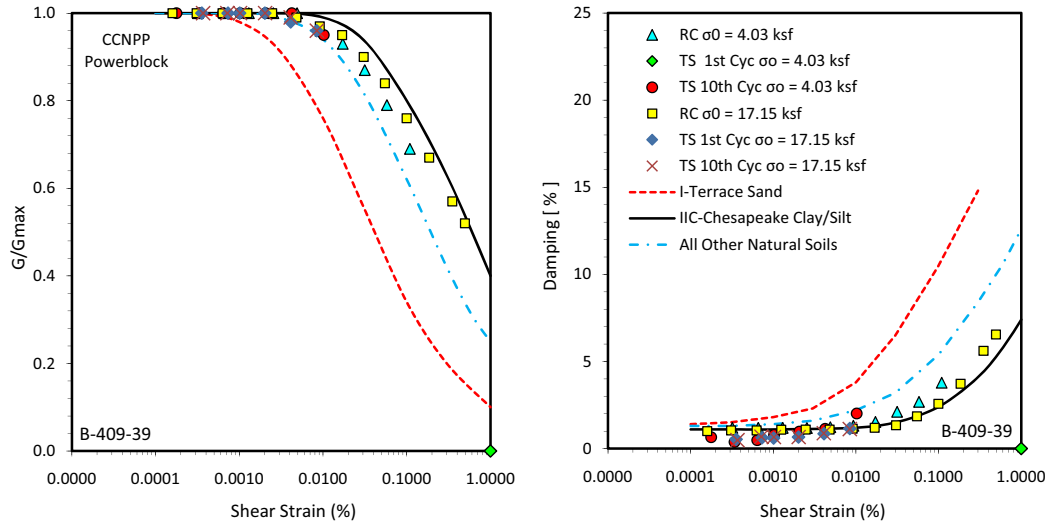 CCNPP
Powerblock
1.0
0.8
0.6
0.4
0.2
0.0
G/Gmax
B-409-39
0.0000 0.0010 0.0100 0.1000 1.0000
Shear Strain (%)
25
20
15
10
5
0
Damping [ % ]
RC σ0 = 4.03 ksf
TS 1st Cyc σo = 4.03 ksf
TS 10th Cyc σo = 4.03 ksf
RC σ0 = 17.15 ksf
TS 1st Cyc σo = 17.15 ksf
TS 10th Cyc σo = 17.15 ksf
I-Terrace Sand
IIC-Chesapeake Clay/Silt
All Other Natural Soils
B-409-39
0.0000 0.0001 0.0010 0.0100 0.1000 1.0000
Shear Strain (%)